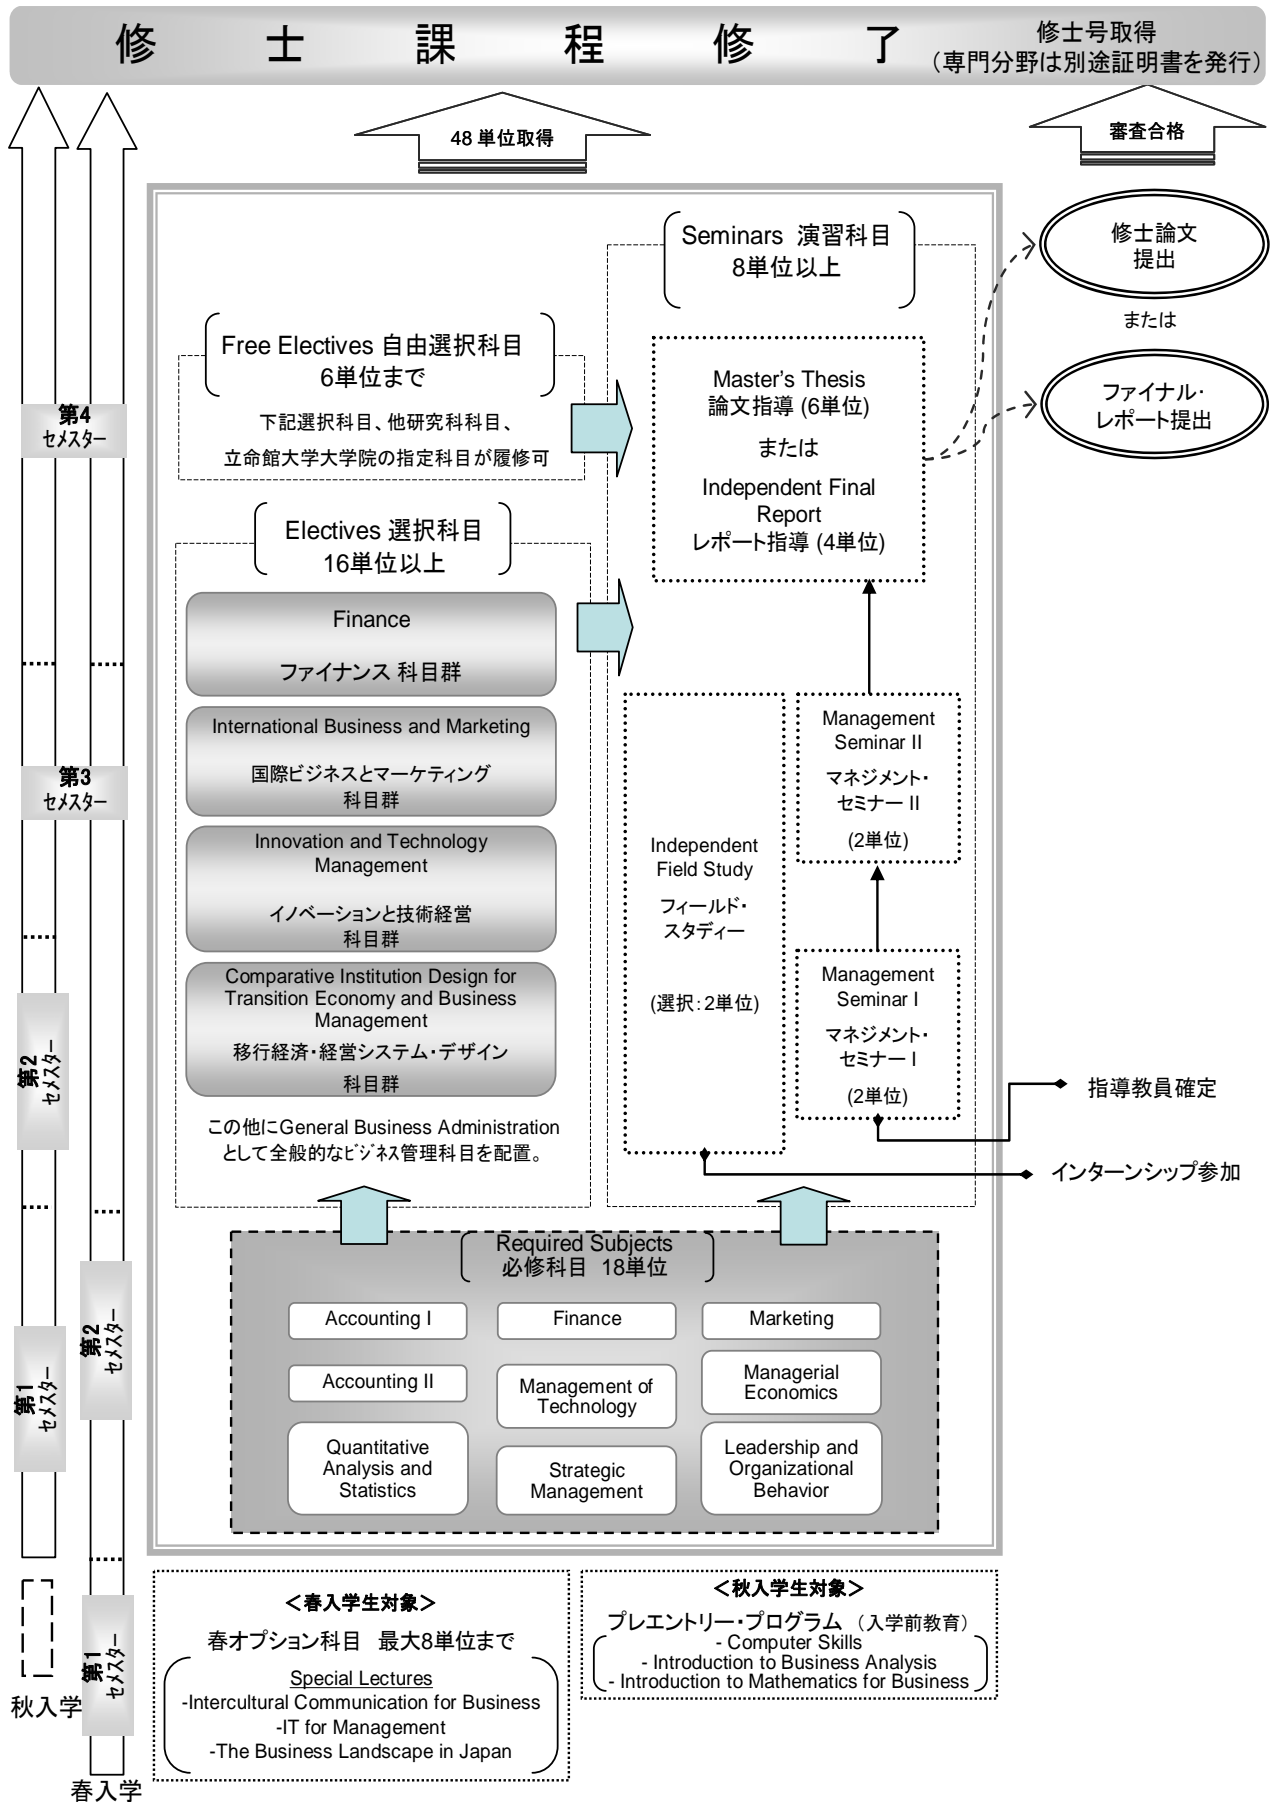 修士課程修了
修士号取得
（専門分野は別途証明書を発行）
48 単位取得
審査合格
Seminars 演習科目
8単位以上
修士論文
提出
または
ファイナル・
レポート提出
Free Electives 自由選択科目
6単位まで
下記選択科目、他研究科科目、
立命館大学大学院の指定科目が履修可
Master's Thesis
論文指導 (6単位)
または
Independent Final
Report
レポート指導 (4単位)
第4
セメスター
Electives 選択科目
16単位以上
Finance
ファイナンス 科目群
International Business and Marketing
国際ビジネスとマーケティング
科目群
Innovation and Technology
Management
イノベーションと技術経営
科目群
Comparative Institution Design for
Transition Economy and Business
Management
移行経済・経営システム・デザイン
科目群
この他にGeneral Business Administration
として全般的なビジネス管理科目を配置。
第3
セメスター
Management
Seminar II
マネジメント・
セミナー II
(2単位)
Independent
Field Study
フィールド・
スタディー
(選択：2単位)
Management
Seminar I
マネジメント・
セミナー I
(2単位)
指導教員確定
インターンシップ参加
第2
セメスター
Required Subjects
必修科目 18単位
Accounting I
Finance
Marketing
Accounting II
Management of
Technology
Managerial
Economics
Quantitative
Analysis and
Statistics
Strategic
Management
Leadership and
Organizational
Behavior
第2
セメスター
第1
セメスター
第1
セメスター
秋入学
春入学
＜春入学生対象＞
春オプション科目 最大8単位まで
Special Lectures
-Intercultural Communication for Business
-IT for Management
-The Business Landscape in Japan
＜秋入学生対象＞
プレエントリー・プログラム （入学前教育）
- Computer Skills
- Introduction to Business Analysis
- Introduction to Mathematics for Business